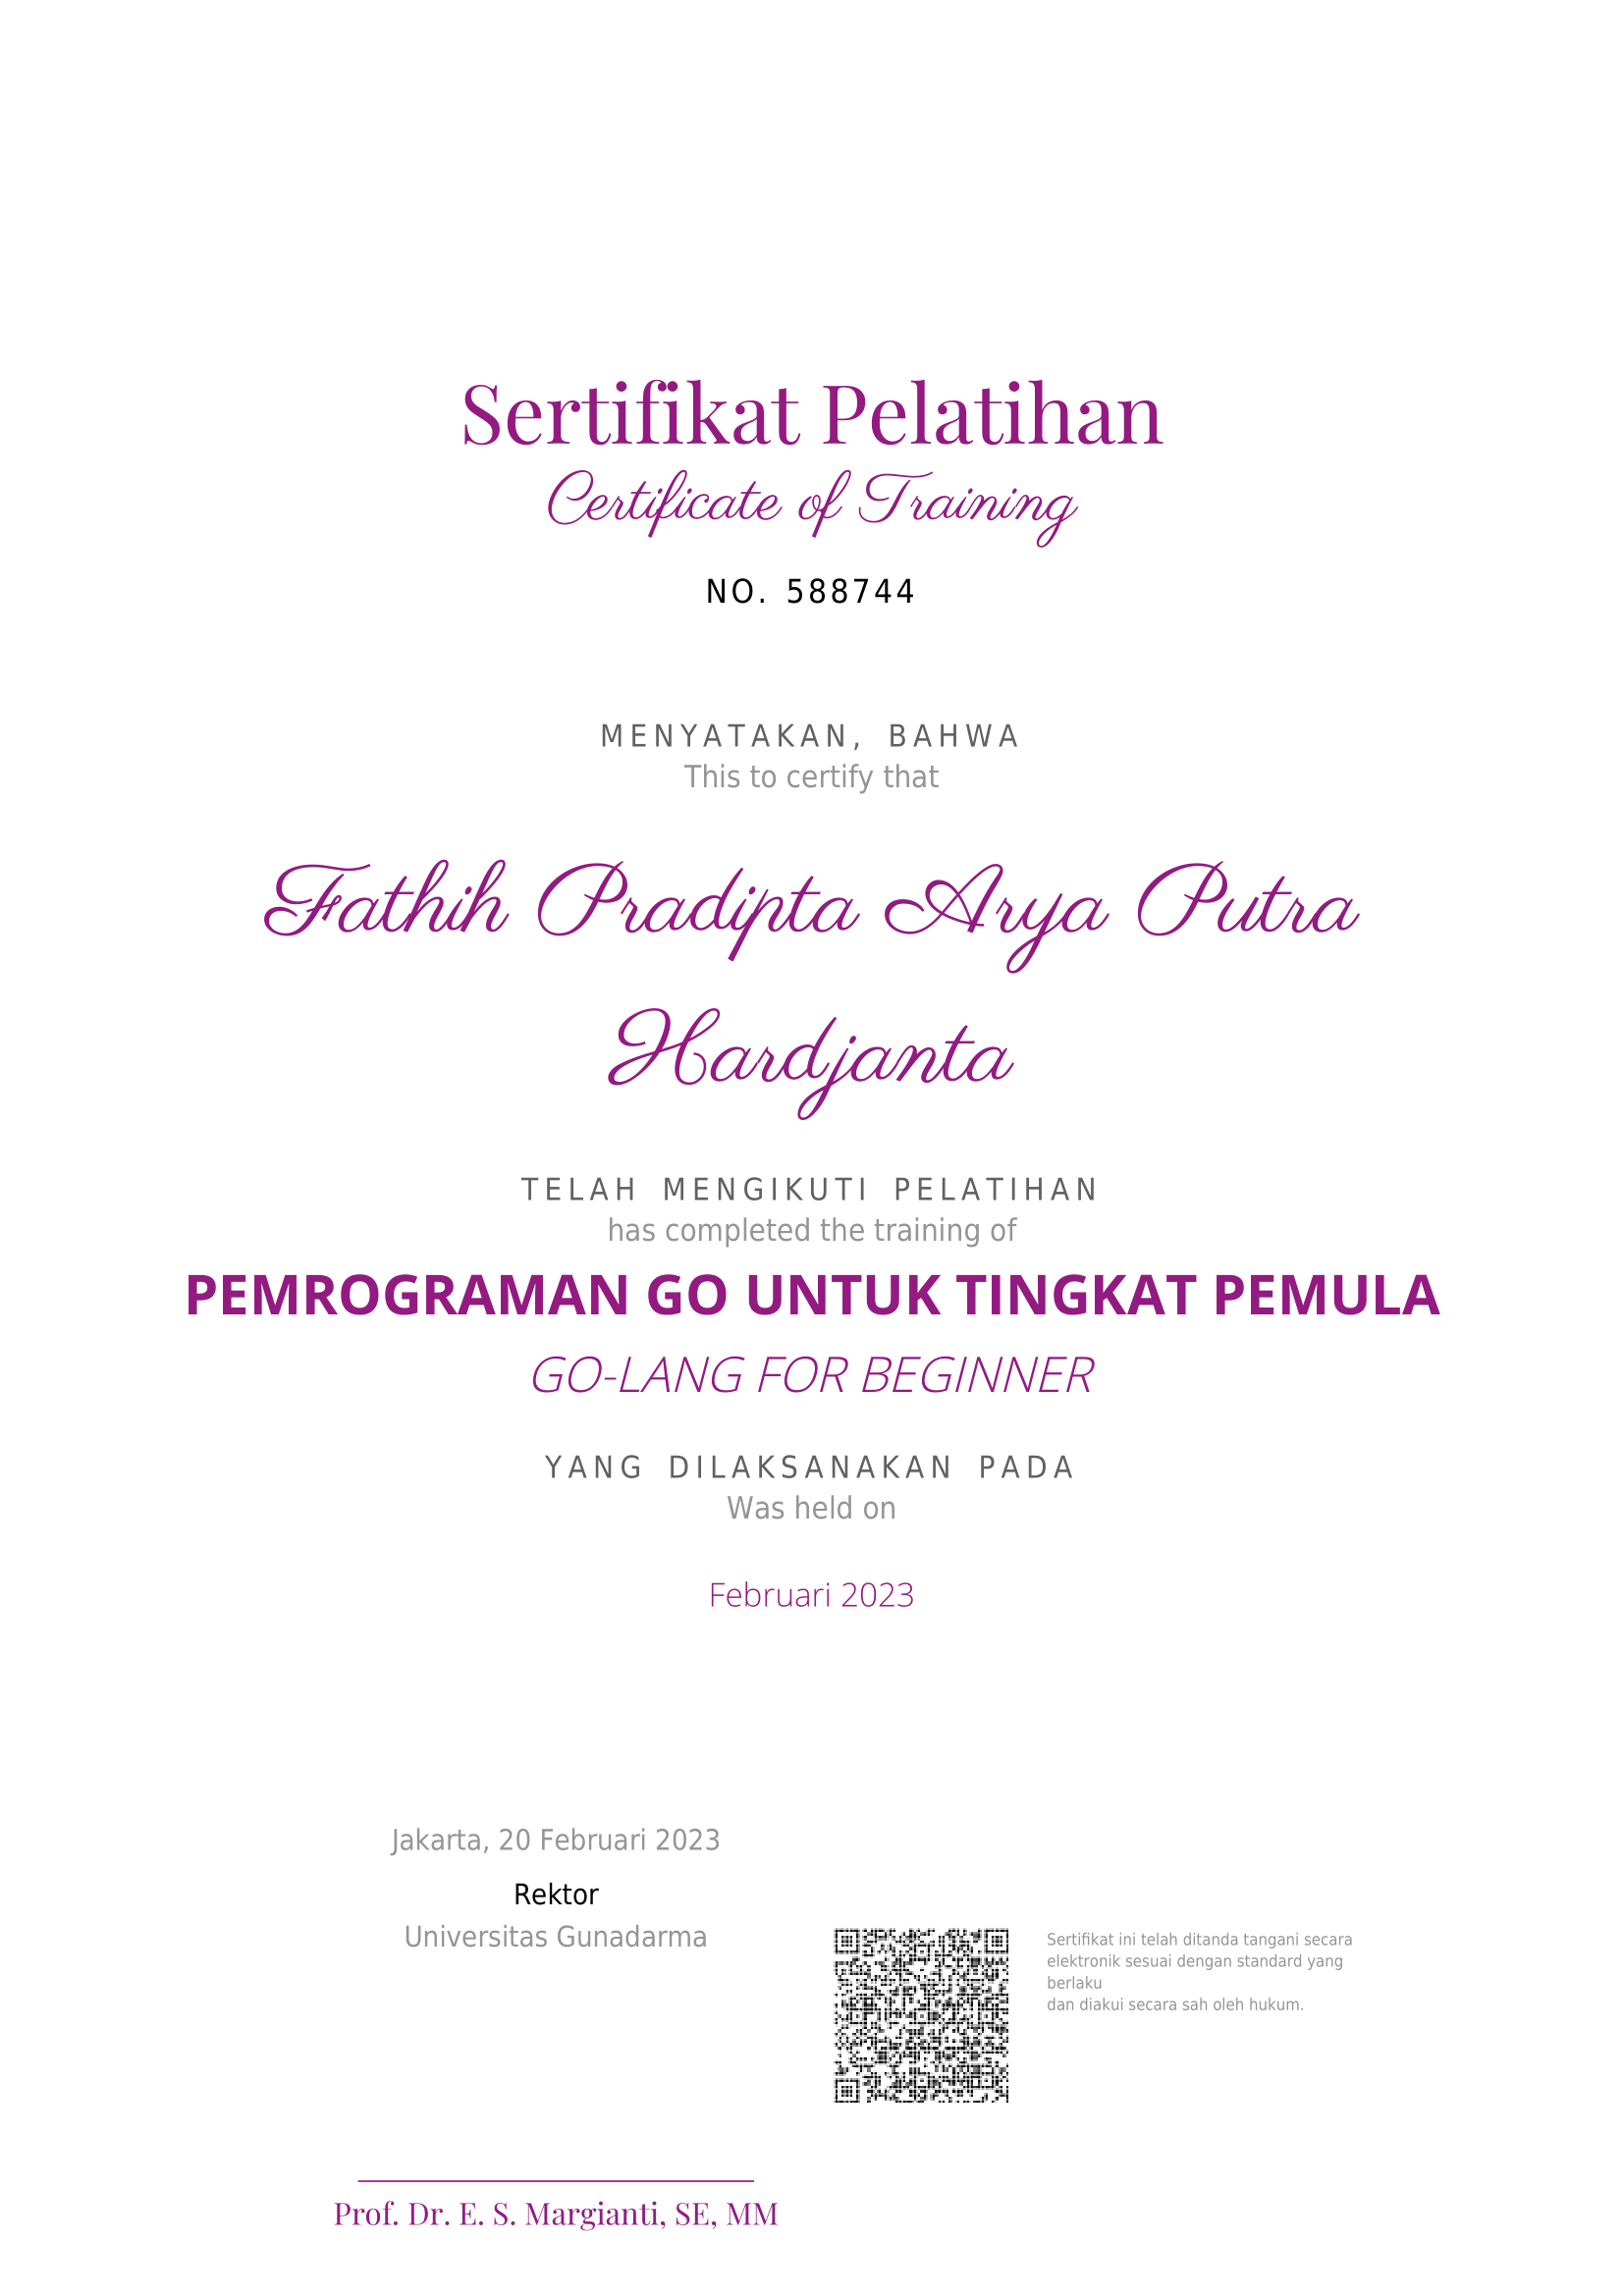 Sertifikat Pelatihan
Certificate of Training
NO. 588744
MENYATAKAN, BAHWA
This to certify that
Fathih Pradipta Arya Putra
Hardjanta
TELAH MENGIKUTI PELATIHAN
has completed the training of
PEMROGRAMAN GO UNTUK TINGKAT PEMULA
GO-LANG FOR BEGINNER
YANG DILAKSANAKAN PADA
Was held on
Februari 2023
Jakarta, 20 Februari 2023
Rektor
Universitas Gunadarma
Sertifikat ini telah ditanda tangani secara
elektronik sesuai dengan standard yang
berlaku
dan diakui secara sah oleh hukum.
Prof. Dr. E. S. Margianti, SE, MM